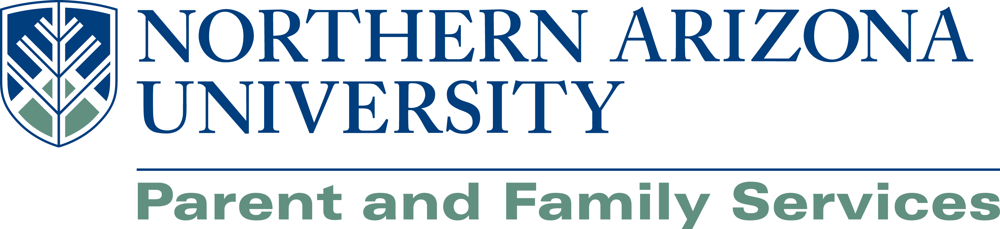 NORTHERN ARIZONA
UNIVERSITY
Parent and Family Services